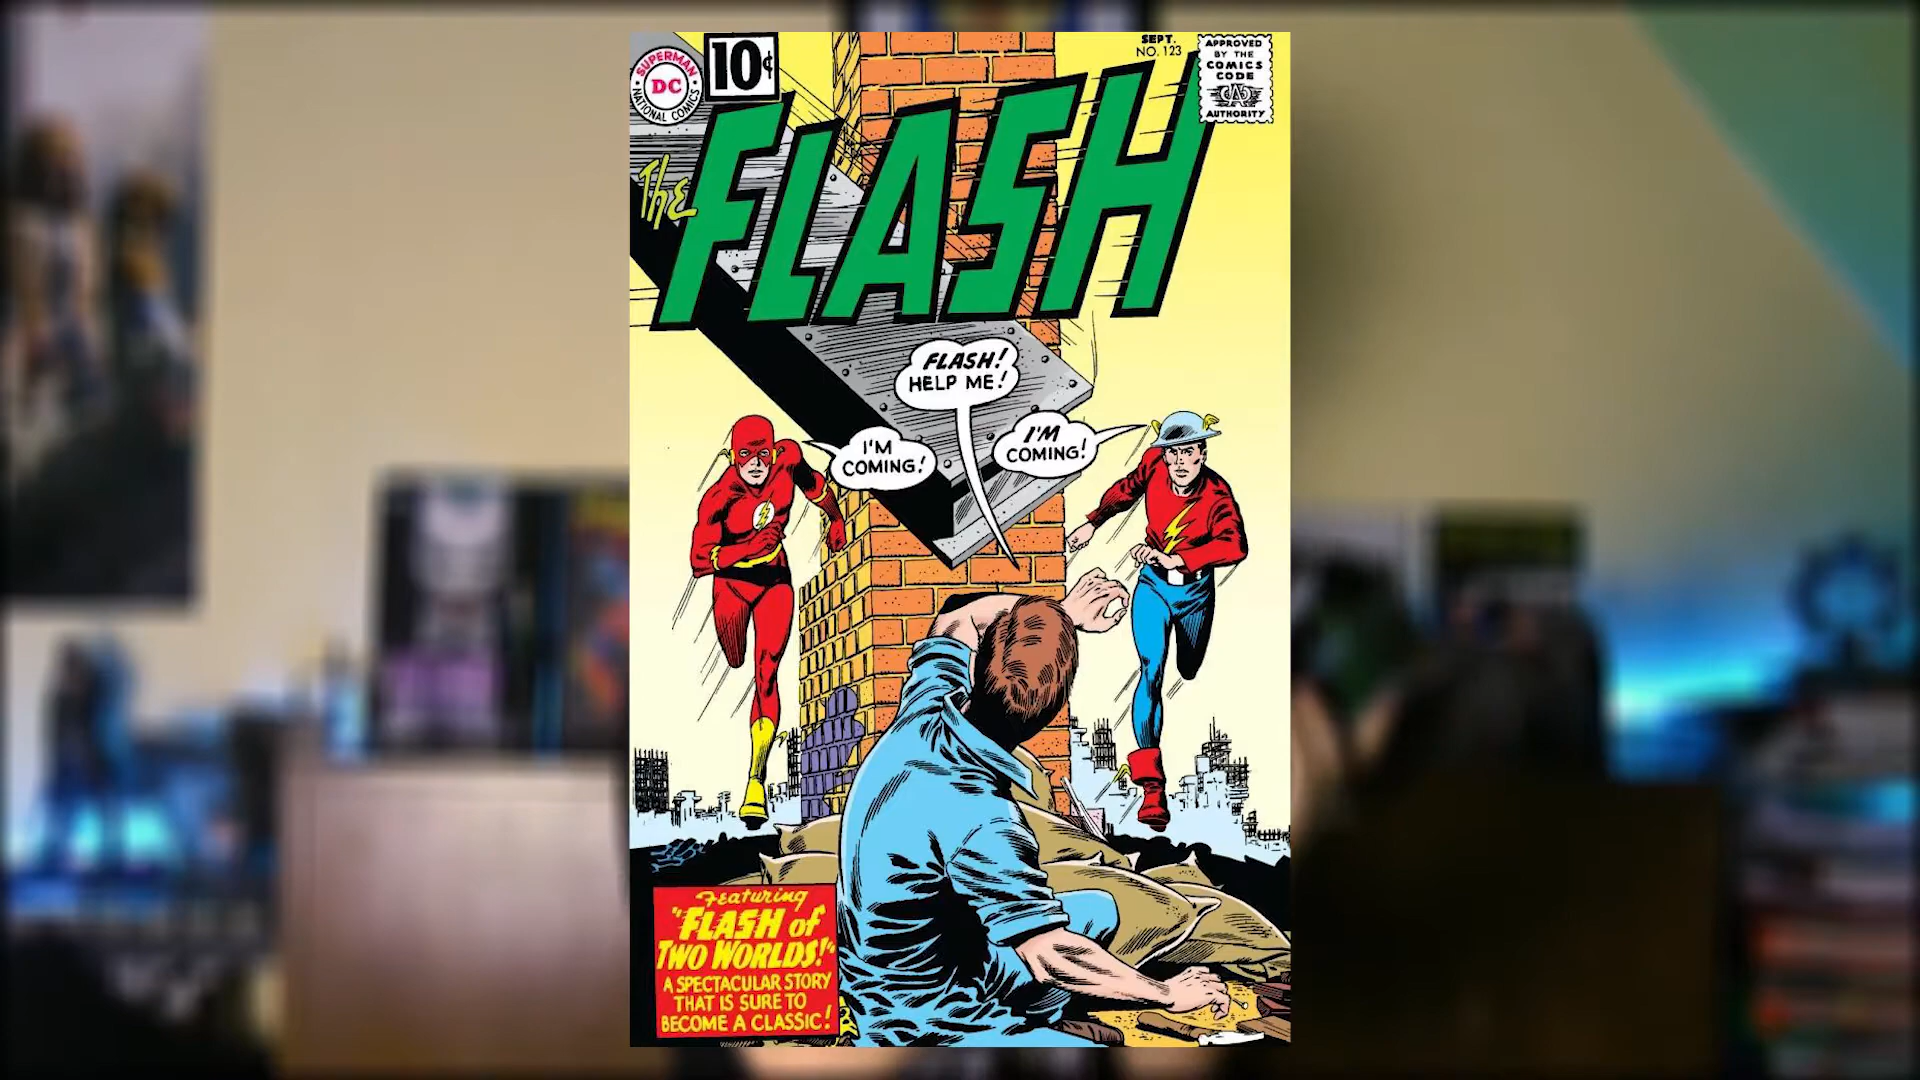 SUPERMAN
DC
NATIONAL COMICS
10¢
SEPT.
NO. 123
APPROVED
BY THE
COMICS
CODE
CA
AUTHORITY
The
FLASH
FLASH!
HELP ME!
I'M
COMING!
I'M
COMING!
Featuring
"FLASH of
TWO WORLDS!"
A SPECTACULAR STORY
THAT IS SURE TO
BECOME A CLASSIC!